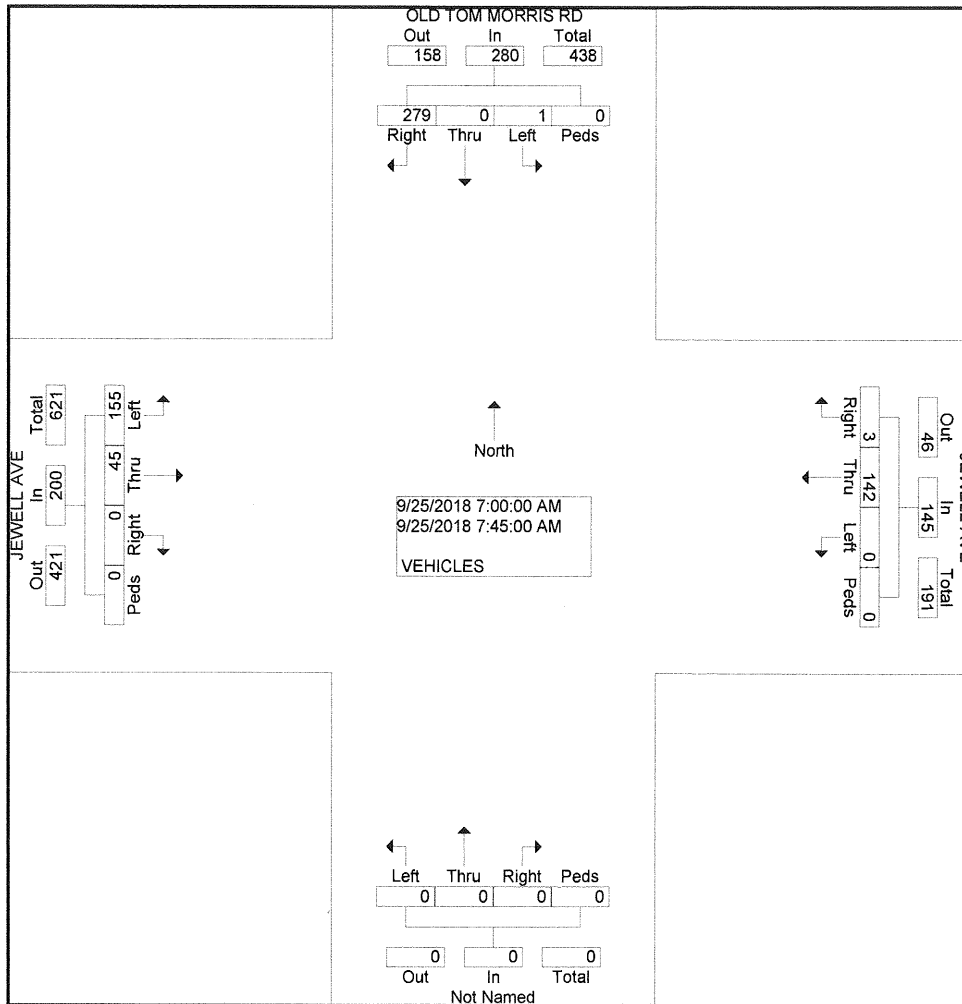 OLD TOM MORRIS RD
Out In Total
158 280 438
279 0 1 0
Right Thru Left Peds
JEWELL AVE
Out In Total
421 200 621
155 45 0 0
Left Thru Right Peds
North
9/25/2018 7:00:00 AM
9/25/2018 7:45:00 AM
VEHICLES
Right Thru Left Peds
3 142 0 0
Out In Total
46 145 191
Left Thru Right Peds
0 0 0 0
0 0 0
Out In Total
Not Named